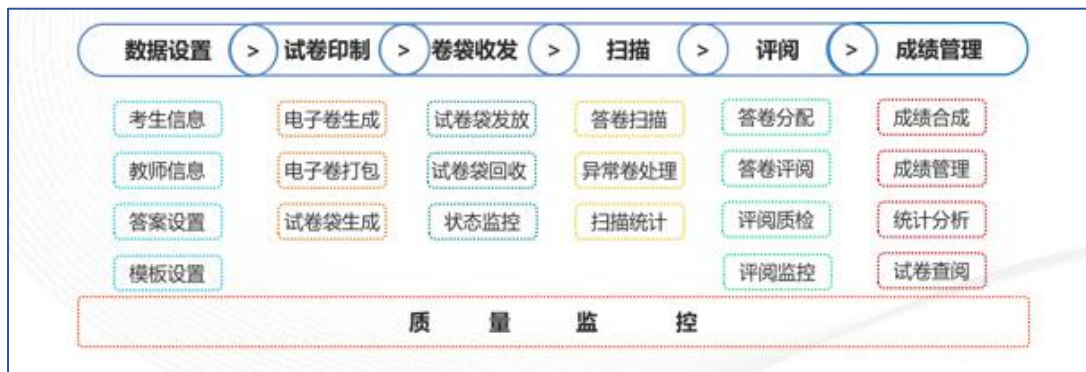 数据设置 > 试卷印制 > 卷袋收发 > 扫描 > 评阅 > 成绩管理
考生信息 电子卷生成 试卷袋发放 答卷扫描 答卷分配 成绩合成
教师信息 电子卷打包 试卷袋回收 异常卷处理 答卷评阅 成绩管理
答案设置 试卷袋生成 状态监控 扫描统计 评阅质检 统计分析
模板设置 评阅监控 试卷查阅
质 量 监 控